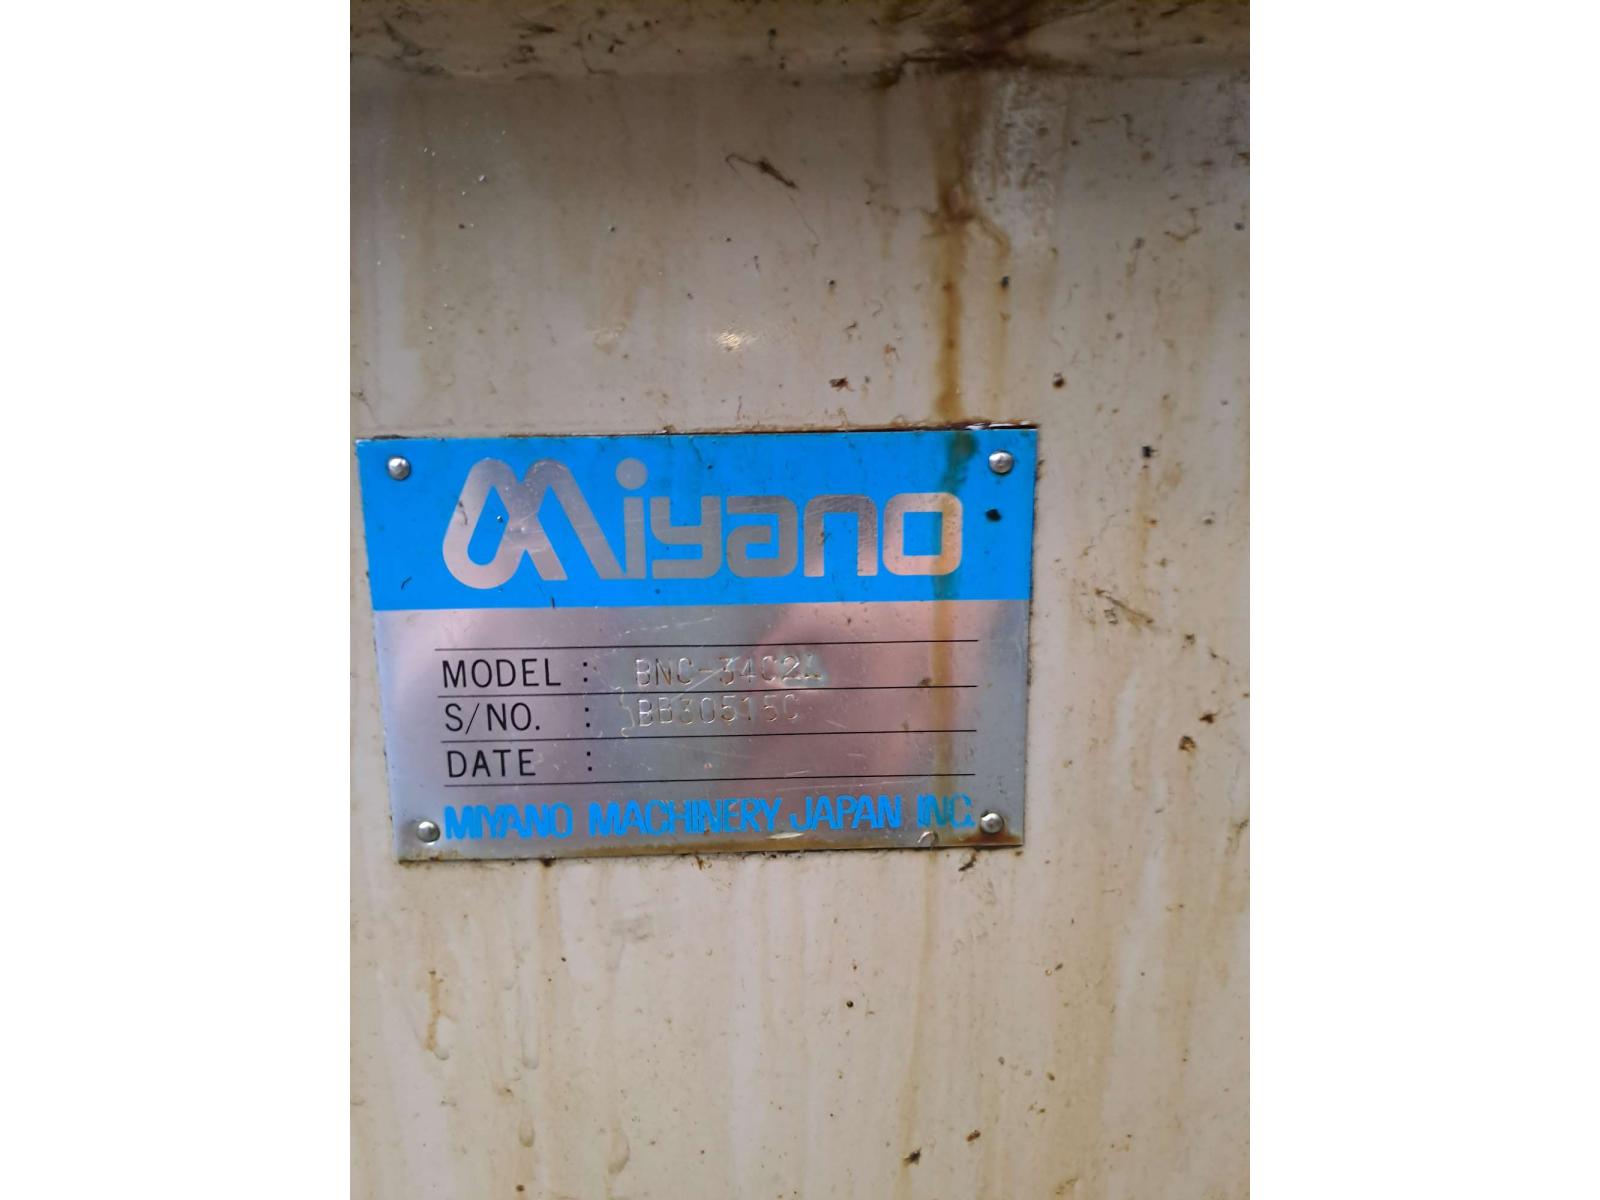 Miyano
MODEL : BNC-34C2A
S/NO. : BB30515C
DATE :
MIYANO MACHINERY JAPAN INC.